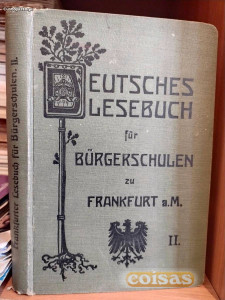 Frankfurter Lesebuch für Bürgerschulen. II.
DEUTSCHES
LESEBUCH
für
BÜRGERSCHULEN
zu
FRANKFURT a.M.
II.
coisas